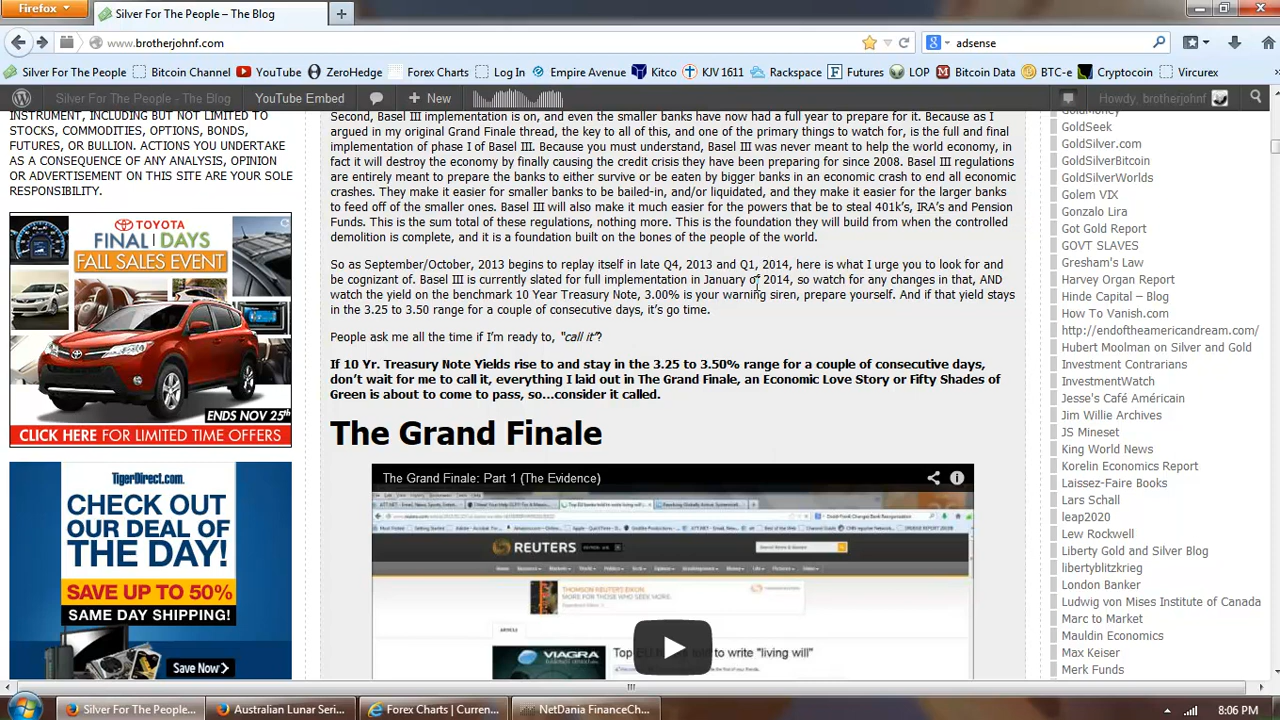 Firefox
Silver For The People – The Blog
www.brotherjohnf.com
adsense
Silver For The People
Bitcoin Channel
YouTube
ZeroHedge
Forex Charts
Log In
Empire Avenue
Kitco
KJV 1611
Rackspace
Futures
LOP
Bitcoin Data
BTC-e
Cryptocoin
Vircurex
Silver For The People - The Blog
YouTube Embed
New
Howdy, brotherjohnf
INSTRUMENT, INCLUDING BUT NOT LIMITED TO
STOCKS, COMMODITIES, OPTIONS, BONDS,
FUTURES, OR BULLION. ACTIONS YOU UNDERTAKE
AS A CONSEQUENCE OF ANY ANALYSIS, OPINION
OR ADVERTISEMENT ON THIS SITE ARE YOUR SOLE
RESPONSIBILITY.
TOYOTA
FINAL DAYS
FALL SALES EVENT
ENDS NOV 25th
CLICK HERE FOR LIMITED TIME OFFERS
TigerDirect.com
CHECK OUT
OUR DEAL OF
THE DAY!
SAVE UP TO 50%
SAME DAY SHIPPING!
Save Now
Second, Basel III implementation is on, and even the smaller banks have now had a full year to prepare for it. Because as I
argued in my original Grand Finale thread, the key to all of this, and one of the primary things to watch for, is the full and final
implementation of phase I of Basel III. Because you must understand, Basel III was never meant to help the world economy, in
fact it will destroy the economy by finally causing the credit crisis they have been preparing for since 2008. Basel III regulations
are entirely meant to prepare the banks to either survive or be eaten by bigger banks in an economic crash to end all economic
crashes. They make it easier for smaller banks to be bailed-in, and/or liquidated, and they make it easier for the larger banks
to feed off of the smaller ones. Basel III will also make it much easier for the powers that be to steal 401k's, IRA's and Pension
Funds. This is the sum total of these regulations, nothing more. This is the foundation they will build from when the controlled
demolition is complete, and it is a foundation built on the bones of the people of the world.
So as September/October, 2013 begins to replay itself in late Q4, 2013 and Q1, 2014, here is what I urge you to look for and
be cognizant of. Basel III is currently slated for full implementation in January of 2014, so watch for any changes in that, AND
watch the yield on the benchmark 10 Year Treasury Note, 3.00% is your warning siren, prepare yourself. And if that yield stays
in the 3.25 to 3.50 range for a couple of consecutive days, it's go time.
People ask me all the time if I'm ready to, "call it"?
If 10 Yr. Treasury Note Yields rise to and stay in the 3.25 to 3.50% range for a couple of consecutive days,
don't wait for me to call it, everything I laid out in The Grand Finale, an Economic Love Story or Fifty Shades of
Green is about to come to pass, so...consider it called.
The Grand Finale
The Grand Finale: Part 1 (The Evidence)
REUTERS
ARTICLE
Top EU banks told to write "living will"
VIAGRA
GoldMoney
GoldSeek
GoldSilver.com
GoldSilverBitcoin
GoldSilverWorlds
Golem VIX
Gonzalo Lira
Got Gold Report
GOVT SLAVES
Gresham's Law
Harvey Organ Report
Hinde Capital – Blog
How To Vanish.com
http://endoftheamericandream.com/
Hubert Moolman on Silver and Gold
Investment Contrarians
InvestmentWatch
Jesse's Café Américain
Jim Willie Archives
JS Mineset
King World News
Korelin Economics Report
Laissez-Faire Books
Lars Schall
leap2020
Lew Rockwell
Liberty Gold and Silver Blog
libertyblitzkrieg
London Banker
Ludwig von Mises Institute of Canada
Marc to Market
Mauldin Economics
Max Keiser
Merk Funds
Silver For The People...
Australian Lunar Seri...
Forex Charts | Curren...
NetDania FinanceCh...
8:06 PM